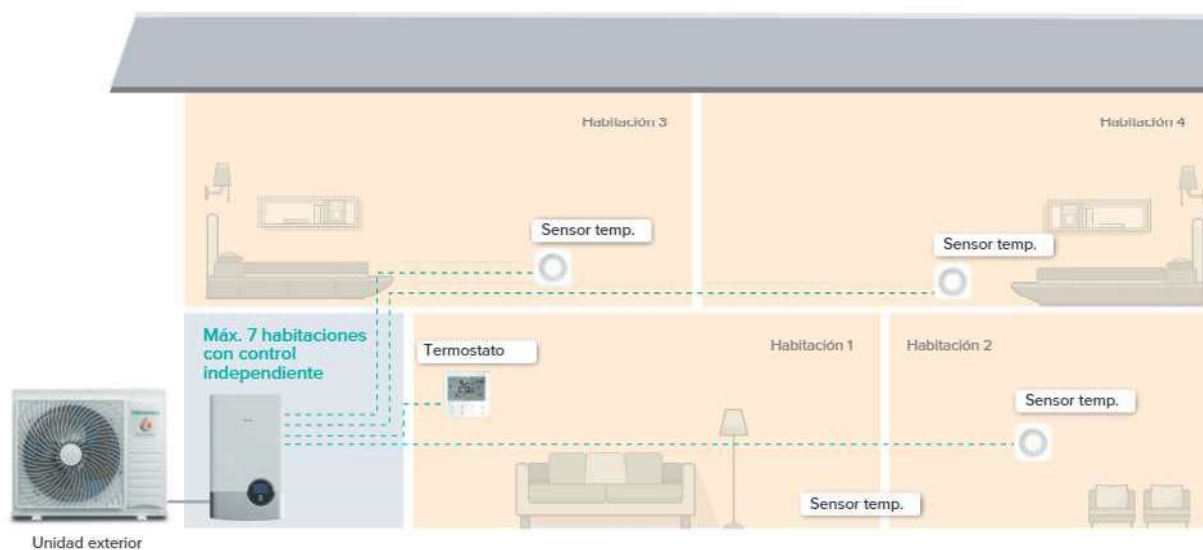 Habitación 3
Habitación 4
Sensor temp.
Sensor temp.
Máx. 7 habitaciones
con control
independiente
Termostato
Habitación 1
Habitación 2
Sensor temp.
Hisense
Sensor temp.
Unidad exterior